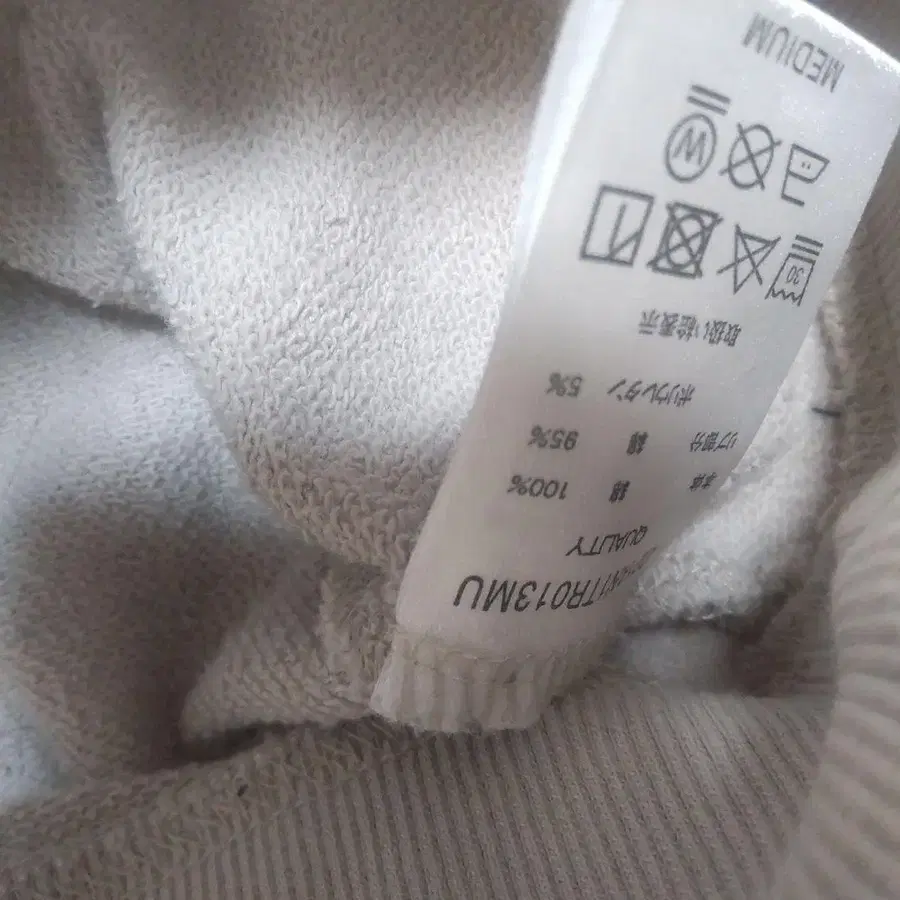 TR013MU
QUALITY
本体 綿 100%
リブ部分 綿 95%
ポリウレタン 5%
取扱い絵表示
30
W
MEDIUM